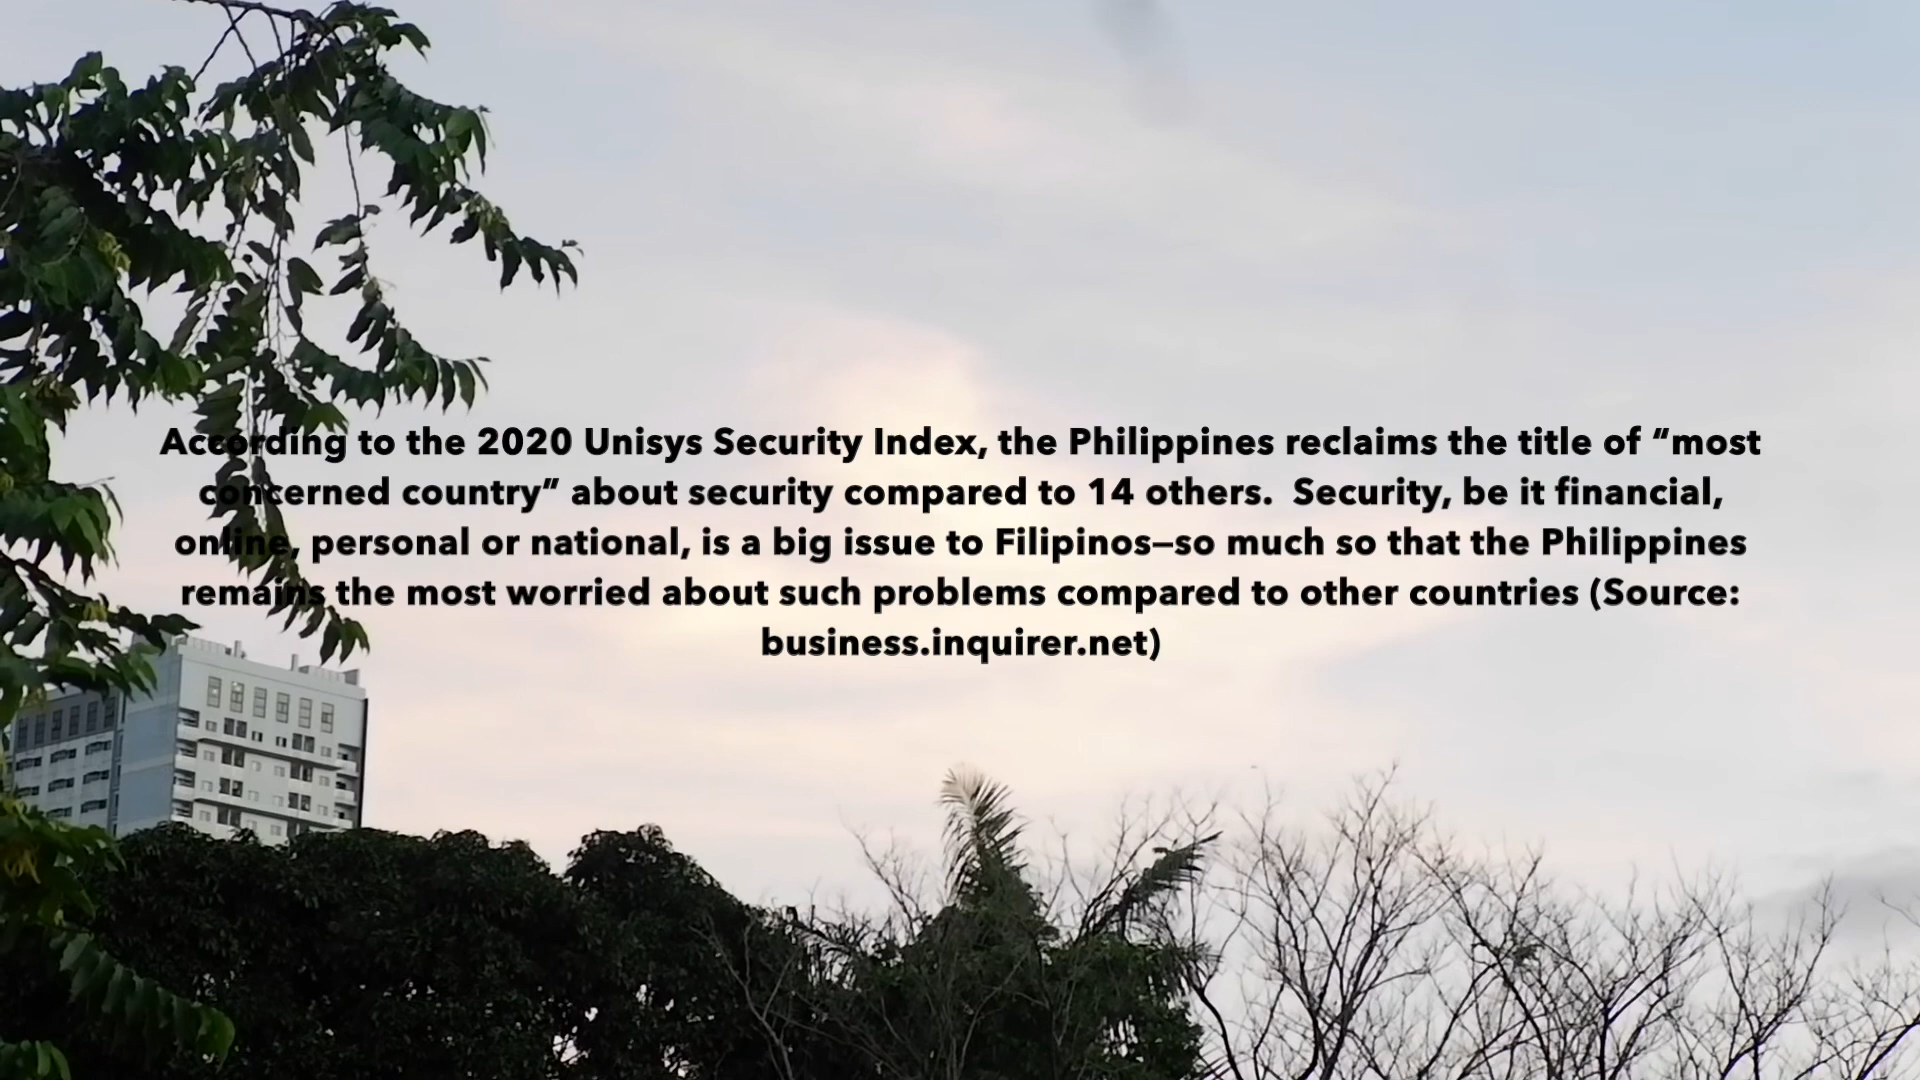 According to the 2020 Unisys Security Index, the Philippines reclaims the title of “most
concerned country” about security compared to 14 others.  Security, be it financial,
online, personal or national, is a big issue to Filipinos—so much so that the Philippines
remains the most worried about such problems compared to other countries (Source:
business.inquirer.net)